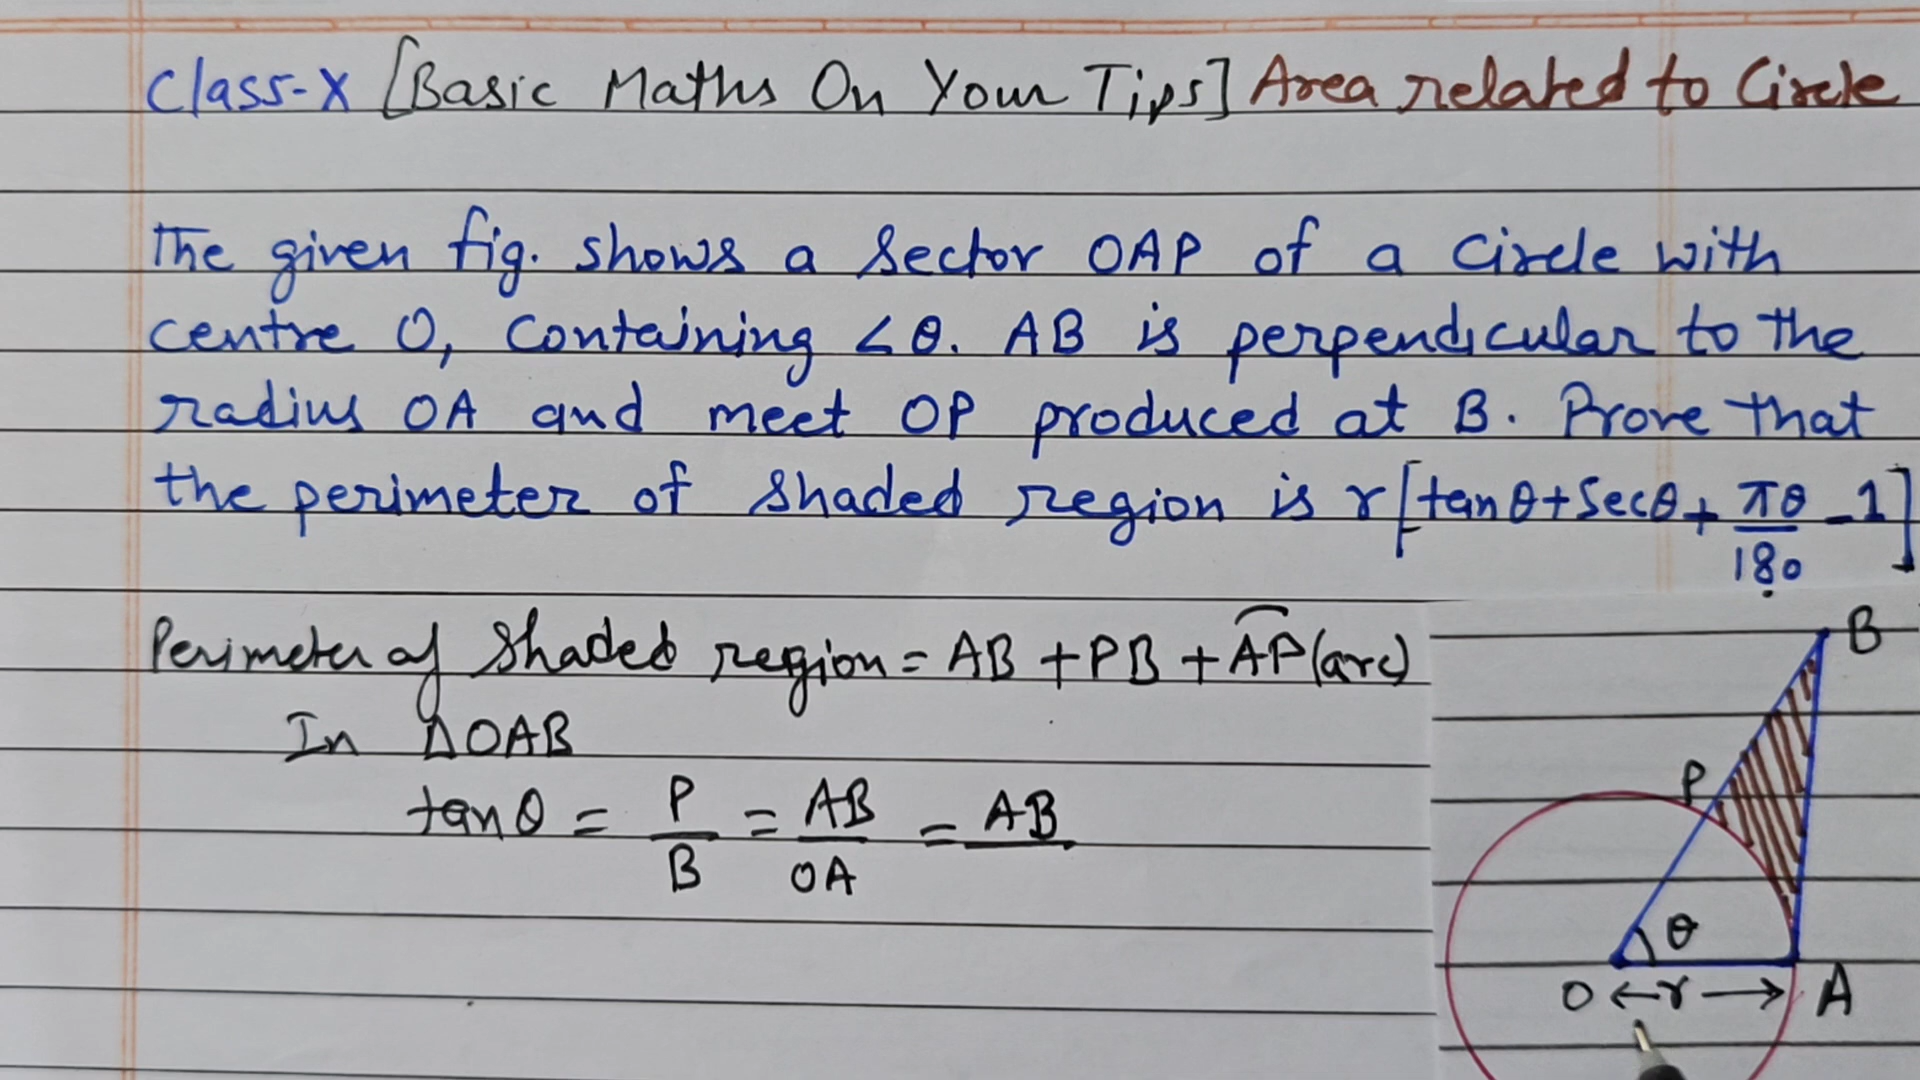 Class-X [Basic Maths On Your Tips] Area related to Circle
The given fig. shows a sector OAP of a circle with
centre O, containing ∠θ. AB is perpendicular to the
radius OA and meet OP produced at B. Prove that
the perimeter of shaded region is r[tanθ+Secθ+ πθ/180 -1]
Perimeter of shaded region = AB + PB + A͡P (arc)
In △OAB
tanθ = P/B = AB/OA = AB
B
P
θ
O ←r→ A